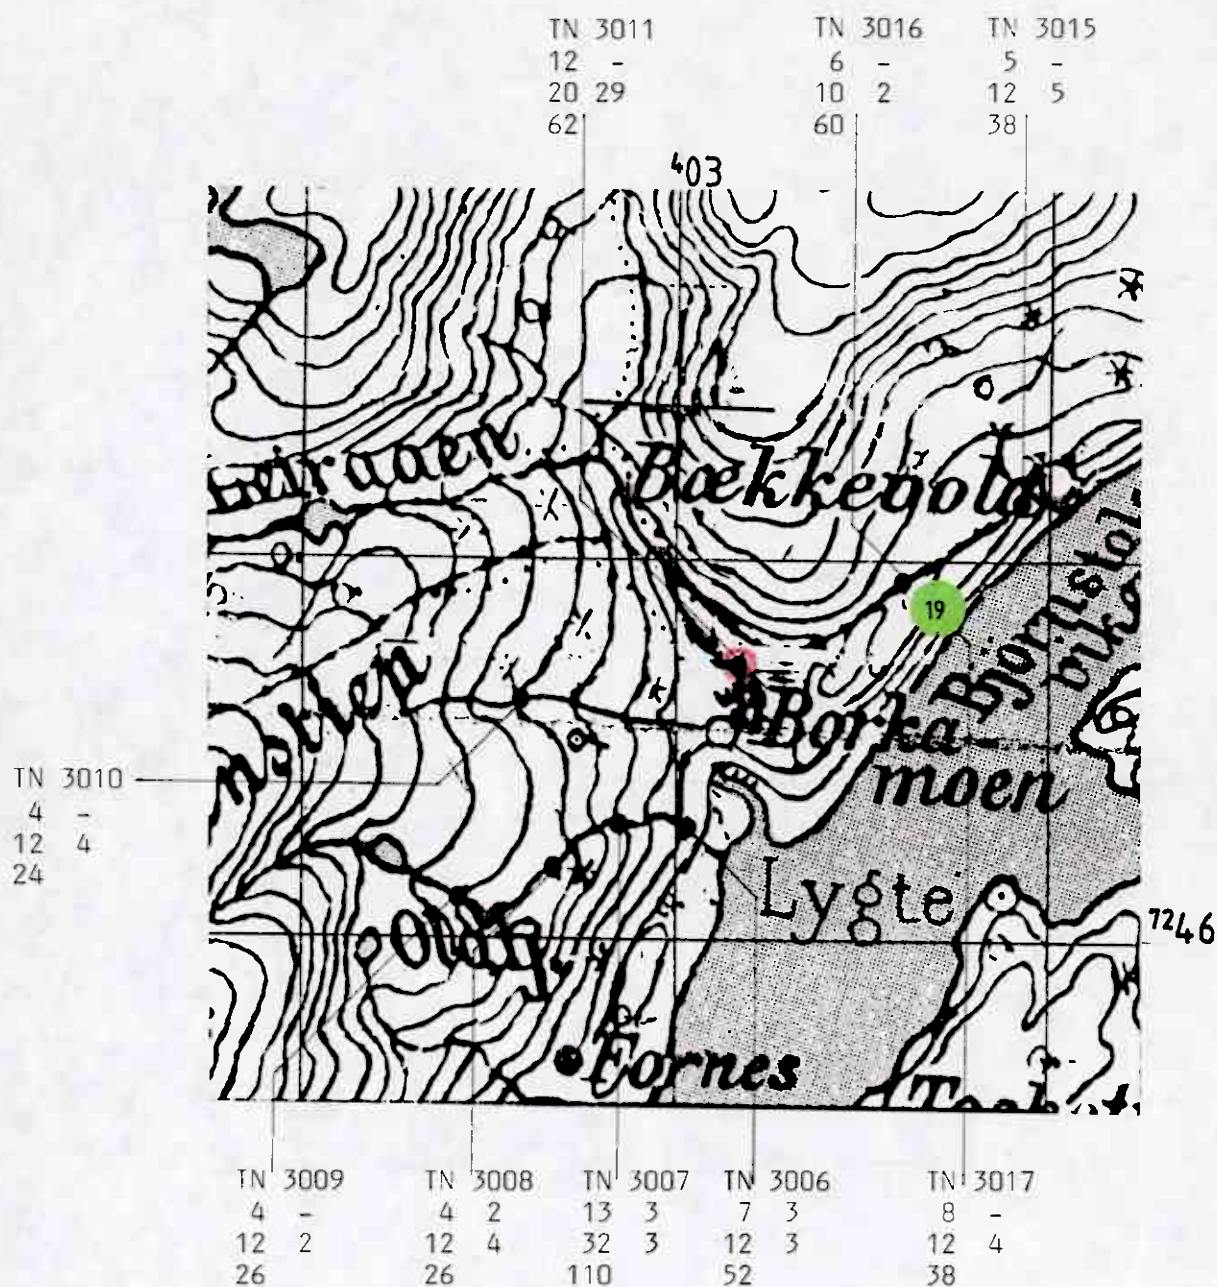 TN 3011
12 -
20 29
62
TN 3016
6 -
10 2
60
TN 3015
5 -
12 5
38
⁴03
Bækkevold
19
Bjørnstol-
vika
Borka-
moen
TN 3010
4 -
12 4
24
Lygte
⁷²46
Fornes
TN 3009
4 -
12 2
26
TN 3008
4 2
12 4
26
TN 3007
13 3
32 3
110
TN 3006
7 3
12 3
52
TN 3017
8 -
12 4
38